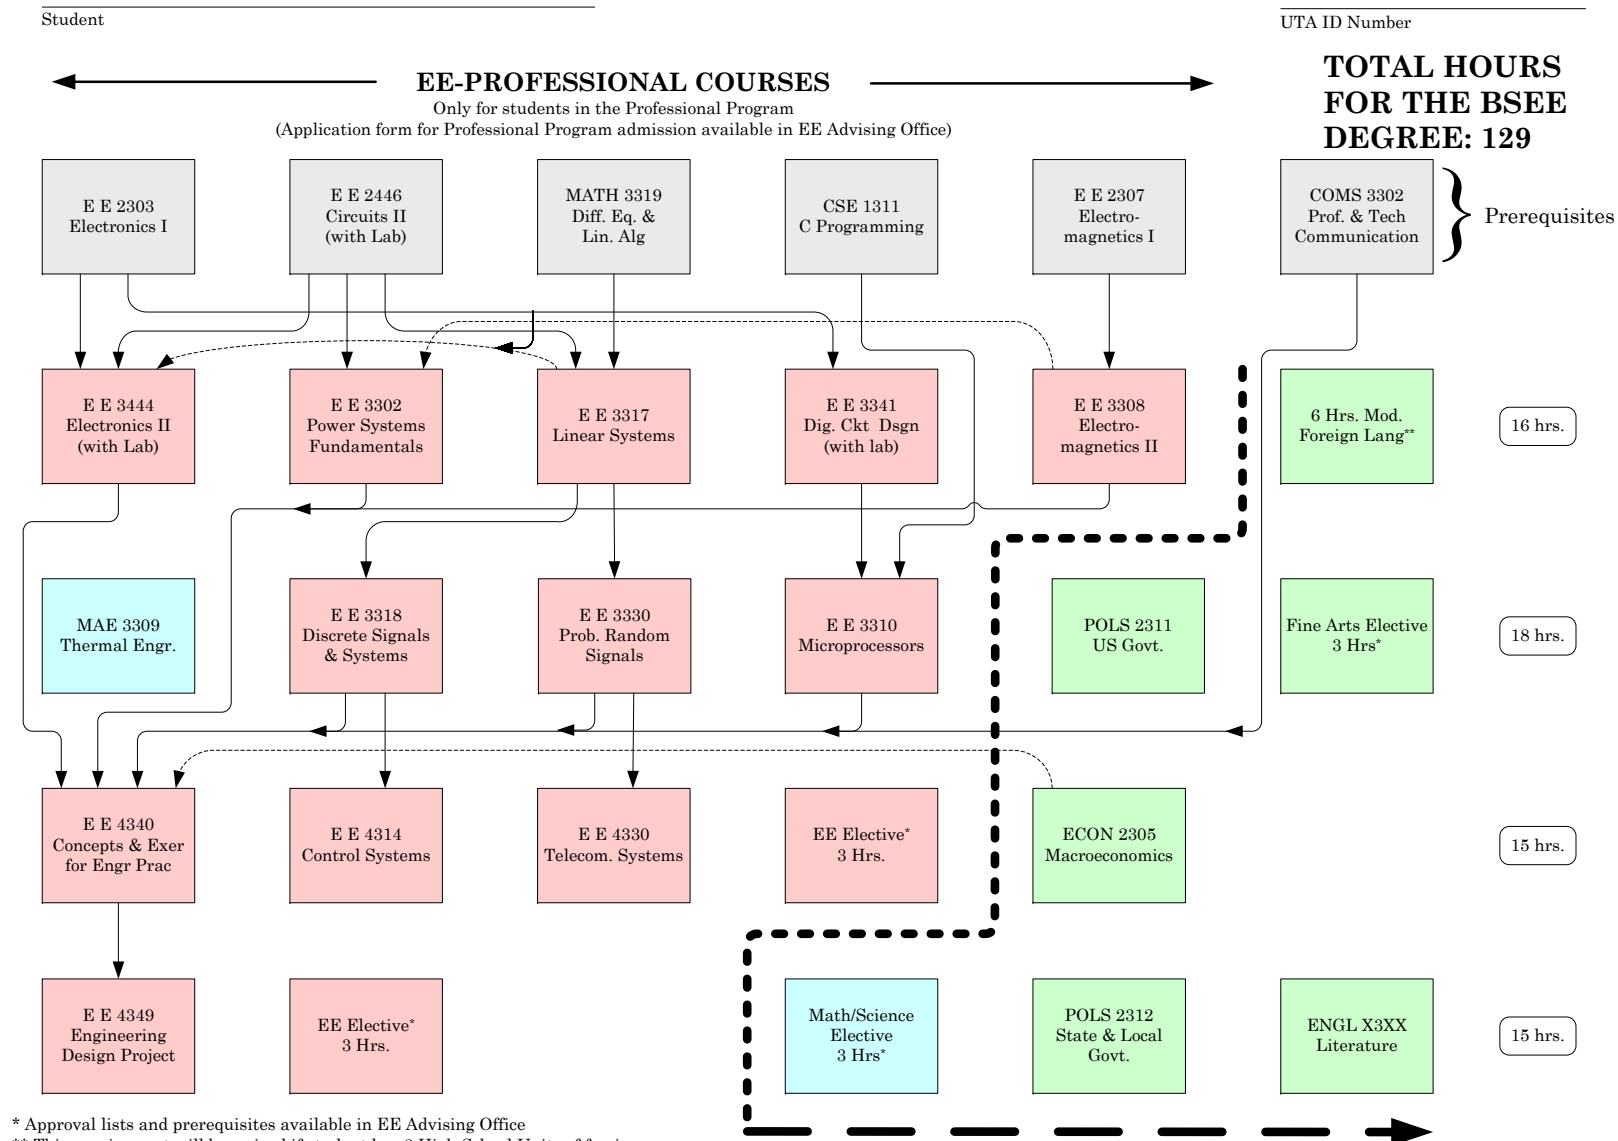 Student
UTA ID Number
EE-PROFESSIONAL COURSES
Only for students in the Professional Program
(Application form for Professional Program admission available in EE Advising Office)
TOTAL HOURS
FOR THE BSEE
DEGREE: 129
E E 2303
Electronics I
E E 2446
Circuits II
(with Lab)
MATH 3319
Diff. Eq. &
Lin. Alg
CSE 1311
C Programming
E E 2307
Electro-
magnetics I
COMS 3302
Prof. & Tech
Communication
Prerequisites
E E 3444
Electronics II
(with Lab)
E E 3302
Power Systems
Fundamentals
E E 3317
Linear Systems
E E 3341
Dig. Ckt Dsgn
(with lab)
E E 3308
Electro-
magnetics II
6 Hrs. Mod.
Foreign Lang**
16 hrs.
MAE 3309
Thermal Engr.
E E 3318
Discrete Signals
& Systems
E E 3330
Prob. Random
Signals
E E 3310
Microprocessors
POLS 2311
US Govt.
Fine Arts Elective
3 Hrs*
18 hrs.
E E 4340
Concepts & Exer
for Engr Prac
E E 4314
Control Systems
E E 4330
Telecom. Systems
EE Elective*
3 Hrs.
ECON 2305
Macroeconomics
15 hrs.
E E 4349
Engineering
Design Project
EE Elective*
3 Hrs.
Math/Science
Elective
3 Hrs*
POLS 2312
State & Local
Govt.
ENGL X3XX
Literature
15 hrs.
* Approval lists and prerequisites available in EE Advising Office